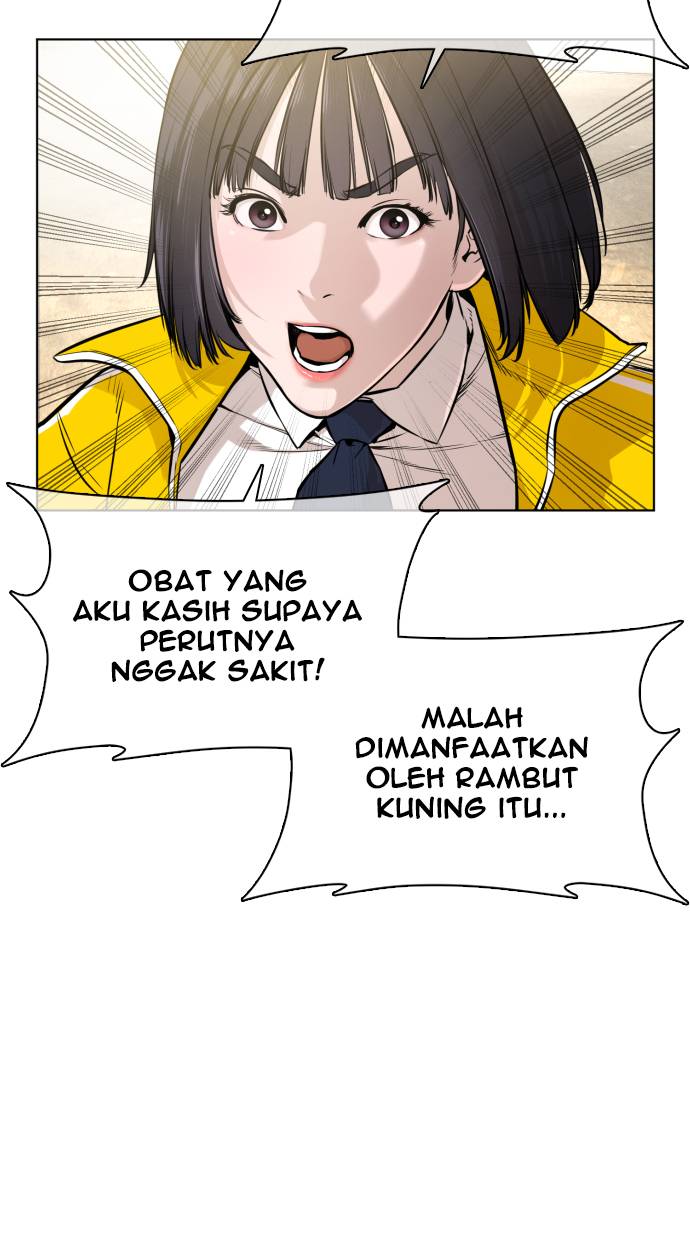 OBAT YANG
AKU KASIH SUPAYA
PERUTNYA
NGGAK SAKIT!
MALAH
DIMANFAATKAN
OLEH RAMBUT
KUNING ITU...